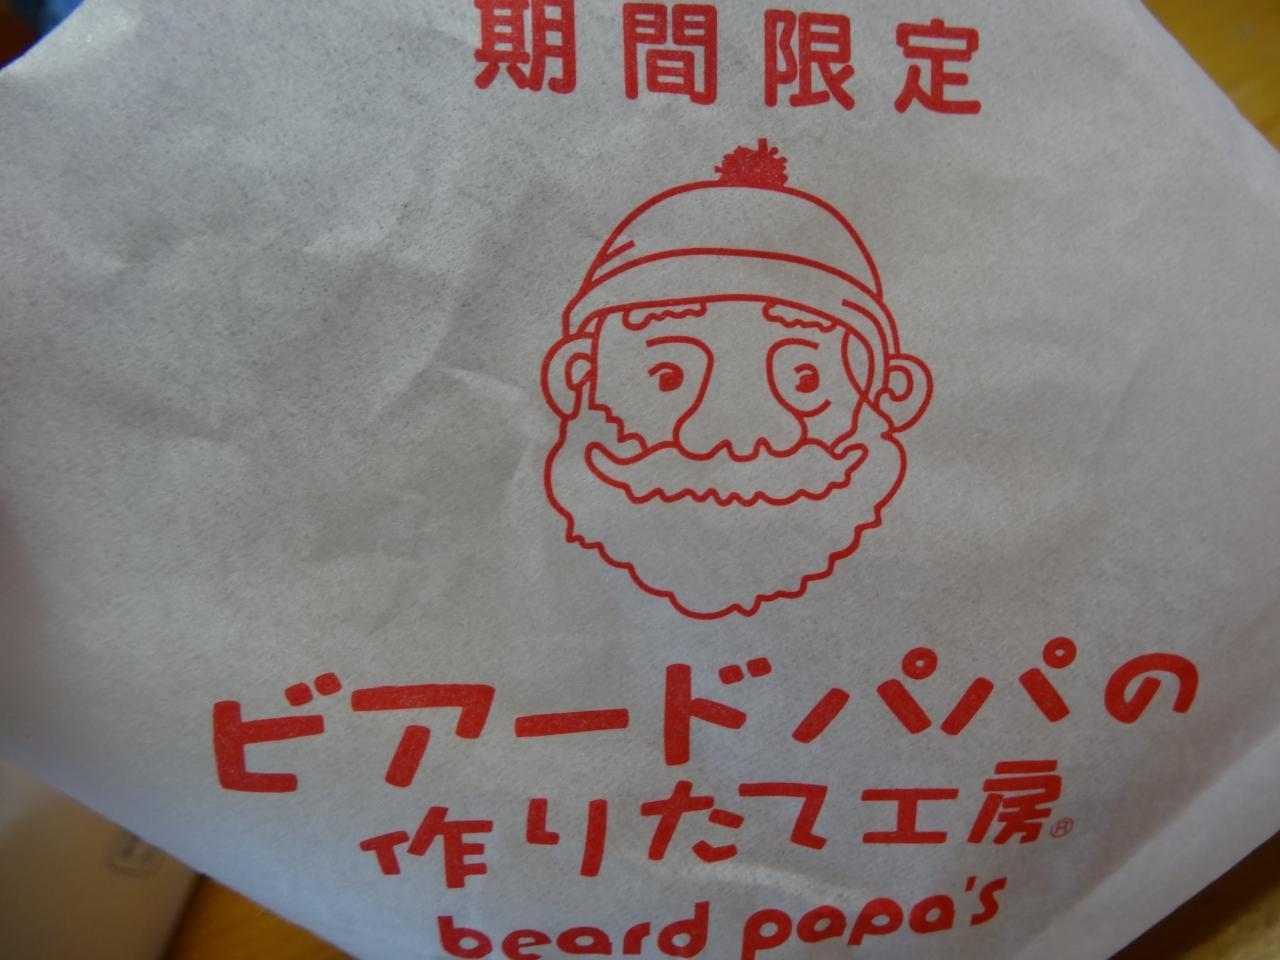 期間限定
ビアードパパの
作りたて工房®
beard papa's